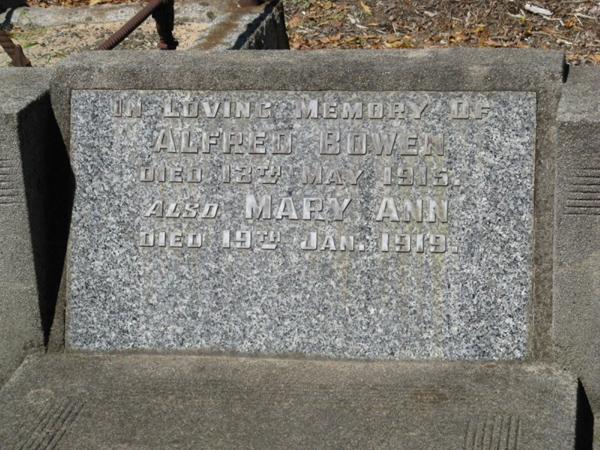 IN LOVING MEMORY OF
ALFRED BOWEN
DIED 13TH MAY 1915.
ALSO MARY ANN
DIED 19TH JAN. 1919.